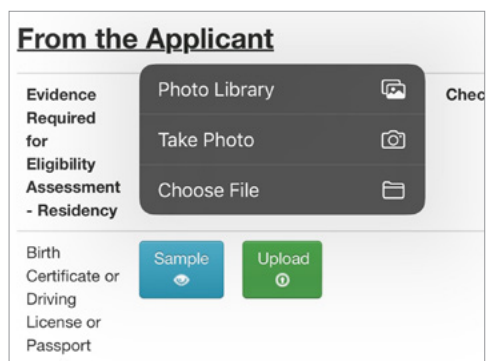 From the Applicant
Evidence
Required
for
Eligibility
Assessment
- Residency
Photo Library
Take Photo
Choose File
Chec
Birth
Certificate or
Driving
License or
Passport
Sample
Upload